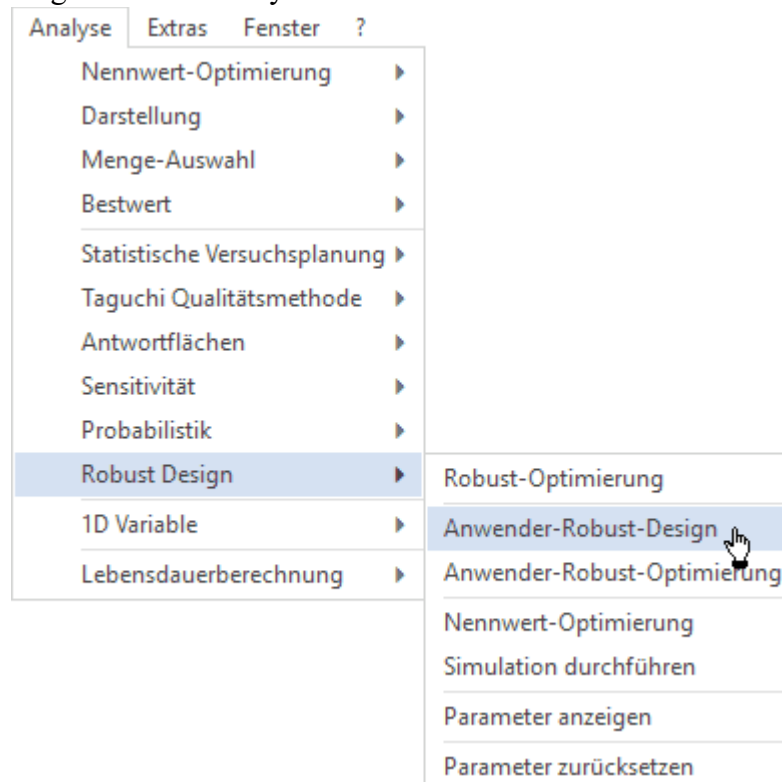 Analyse Extras Fenster ?
Nennwert-Optimierung
Darstellung
Menge-Auswahl
Bestwert
Statistische Versuchsplanung
Taguchi Qualitätsmethode
Antwortflächen
Sensitivität
Probabilistik
Robust Design
1D Variable
Lebensdauerberechnung
Robust-Optimierung
Anwender-Robust-Design
Anwender-Robust-Optimierung
Nennwert-Optimierung
Simulation durchführen
Parameter anzeigen
Parameter zurücksetzen